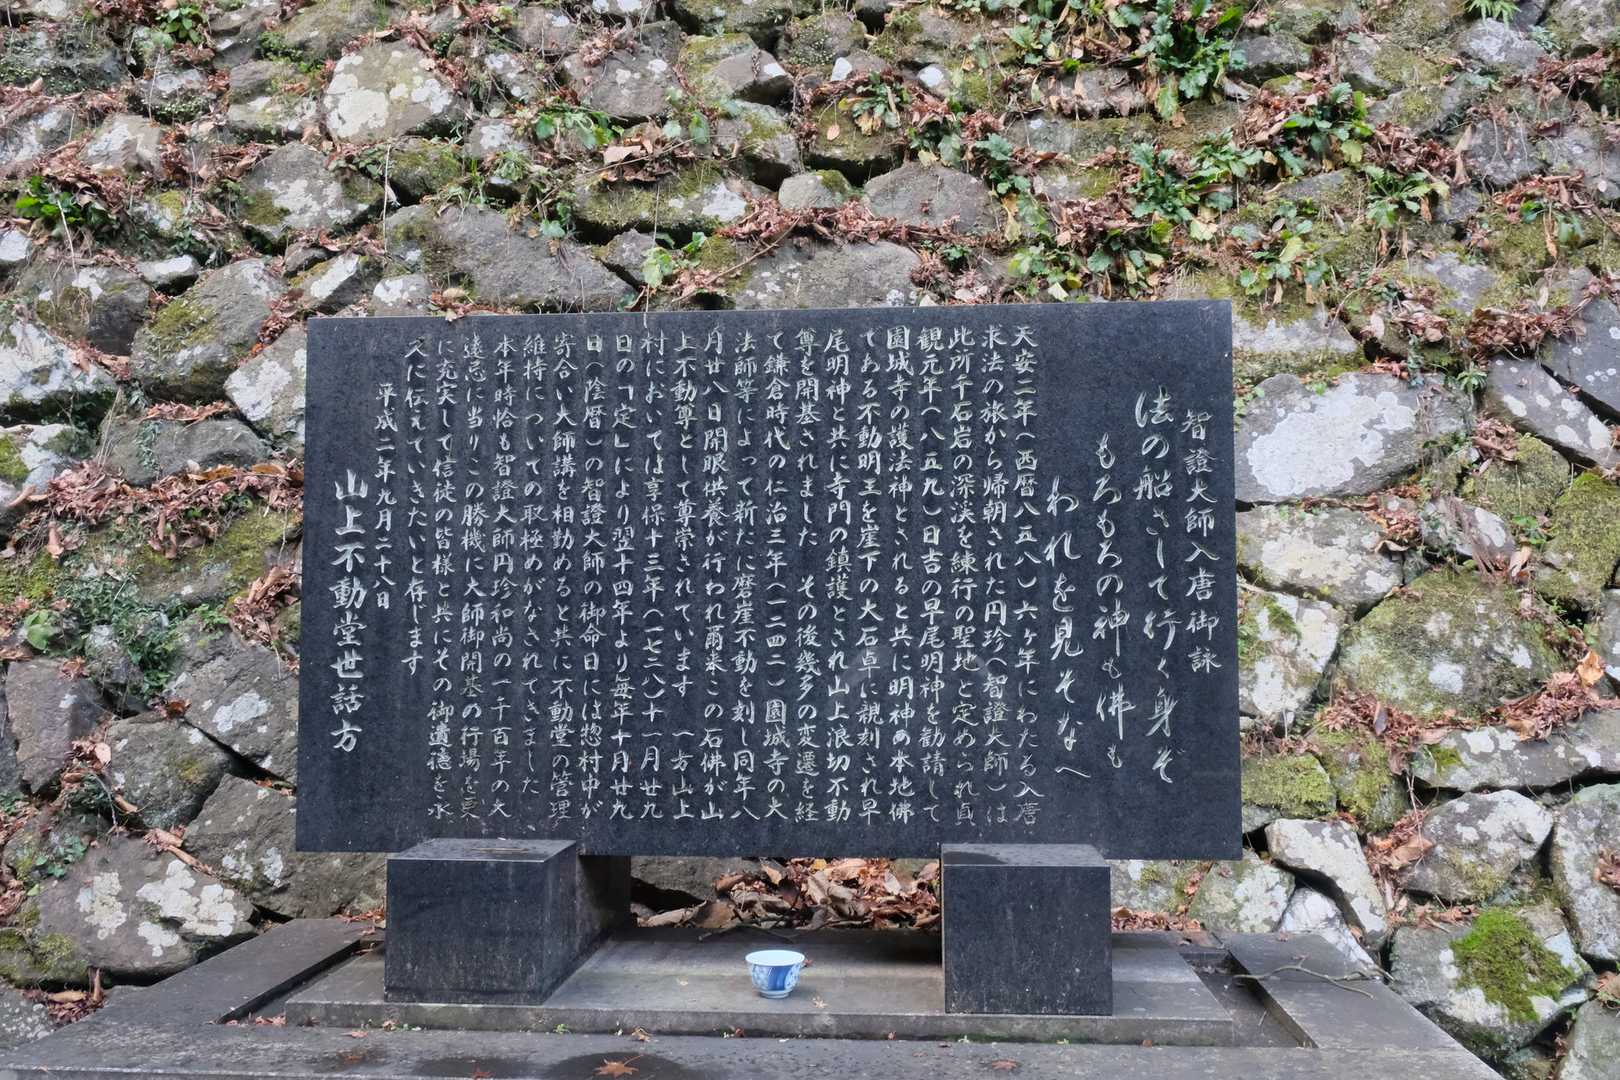 智證大師入唐御詠
法の船さして行く身ぞ
もろもろの神も佛も
われを見そなへ
天安二年(西暦八五八)六ヶ年にわたる入唐
求法の旅から帰朝された円珍(智證大師)は
此所千石岩の深渓を練行の聖地と定められ貞
観元年(八五九)日吉の早尾明神を勧請して
園城寺の護法神とされると共に明神の本地佛
である不動明王を崖下の大石卓に親刻され早
尾明神と共に寺門の鎮護とされ山上浪切不動
尊を開基されました その後幾多の変遷を経
て鎌倉時代の仁治三年(一二四二)園城寺の大
法師等によって新たに磨崖不動を刻し同年八
月廿八日開眼供養が行われ爾来この石佛が山
上不動尊として尊崇されています 一方山上
村においては享保十三年(一七二八)十一月廿九
日の「定」により翌十四年より毎年十月廿九
日(陰暦)の智證大師の御命日には惣村中が
寄合い大師講を相勤めると共に不動堂の管理
維持についての取極めがなされてきました
本年時恰も智證大師円珍和尚の一千百年の大
遠忌に当りこの勝機に大師御開基の行場を更
に充実して信徒の皆様と共にその御遺徳を永
久に伝えていきたいと存じます
平成二年九月二十八日
山上不動堂世話方